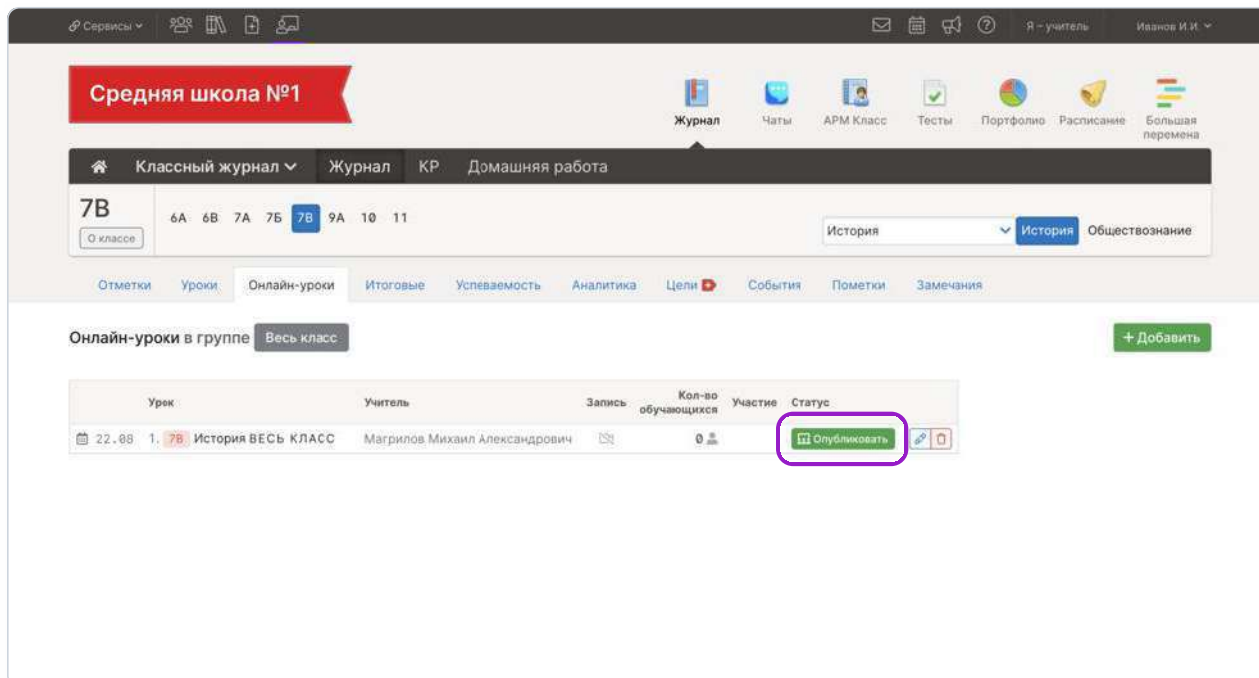 Сервисы
Я – учитель
Иванов И.И.
Средняя школа №1
Журнал
Чаты
АРМ Класс
Тесты
Портфолио
Расписание
Большая перемена
Классный журнал
Журнал
КР
Домашняя работа
7В
О классе
6А 6В 7А 7Б 7В 9А 10 11
История
История
Обществознание
Отметки
Уроки
Онлайн-уроки
Итоговые
Успеваемость
Аналитика
Цели
События
Пометки
Замечания
Онлайн-уроки в группе Весь класс
+ Добавить
Урок Учитель Запись Кол-во обучающихся Участие Статус
22.08 1. 7В История ВЕСЬ КЛАСС Магрилов Михаил Александрович 0 Опубликовать